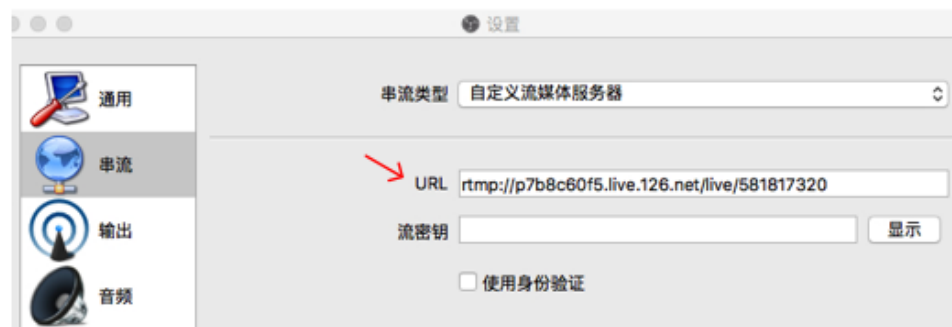 设置
通用
串流
输出
音频
串流类型 自定义流媒体服务器
URL rtmp://p7b8c60f5.live.126.net/live/581817320
流密钥 显示
使用身份验证